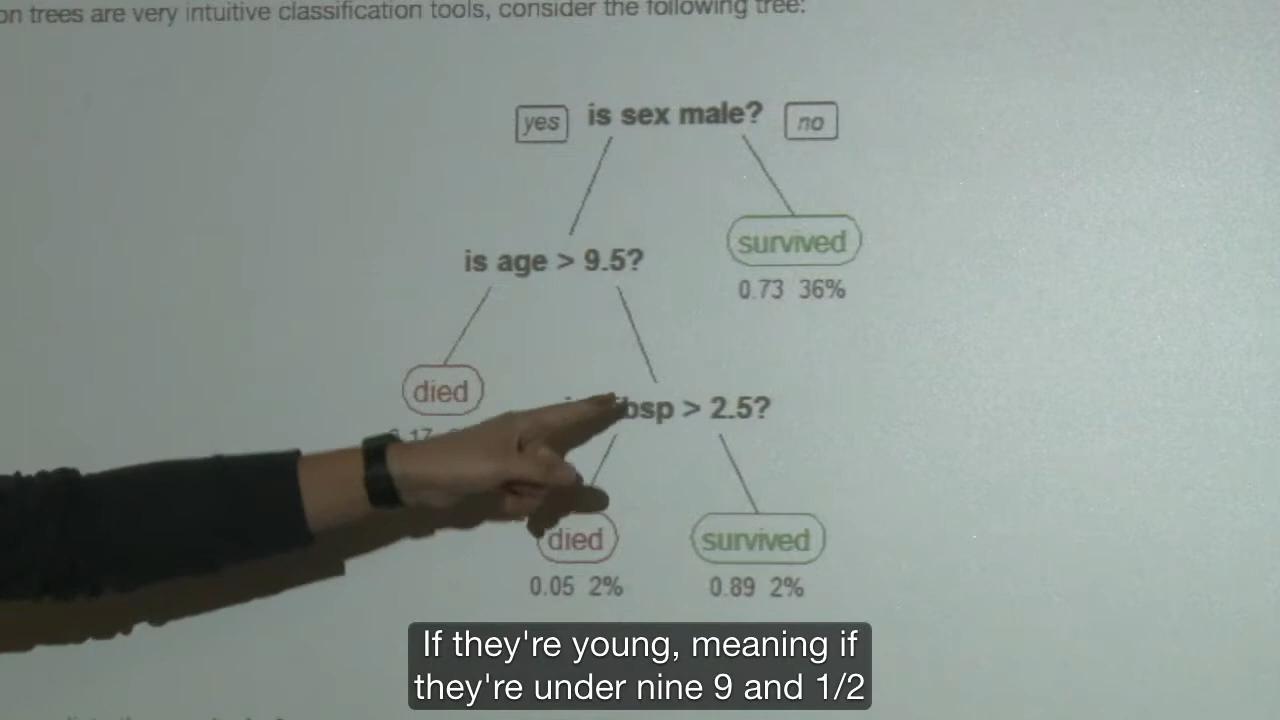 on trees are very intuitive classification tools, consider the following tree:
yes is sex male? no
survived
is age > 9.5?
0.73 36%
died
bsp > 2.5?
died survived
0.05 2% 0.89 2%
If they're young, meaning if
they're under nine 9 and 1/2